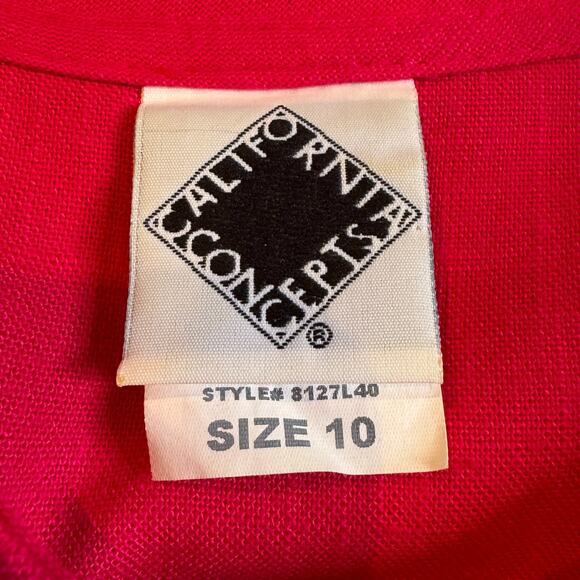 CALIFORNIA
CONCEPTS
®
STYLE# 8127L40
SIZE 10